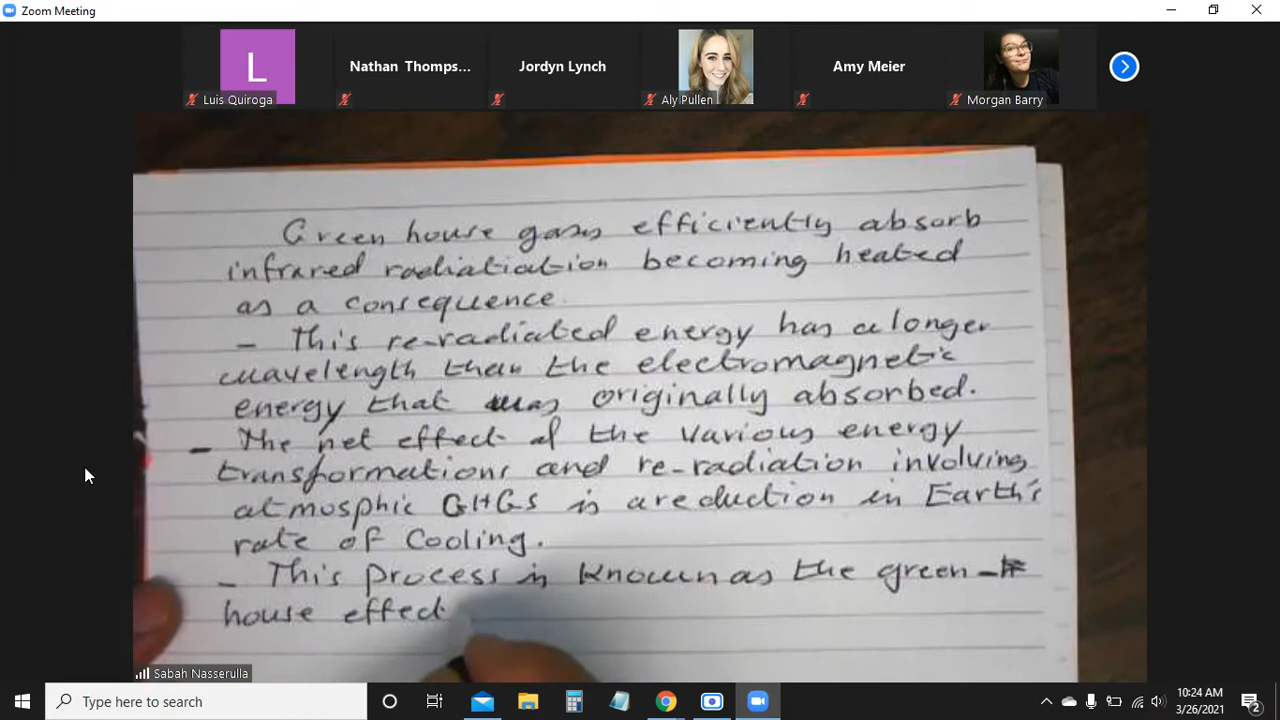 Zoom Meeting
L
Luis Quiroga
Nathan Thomps...
Jordyn Lynch
Aly Pullen
Amy Meier
Morgan Barry
Green house gases efficiently absorb
infrared radiatiation becoming heated
as a consequence.
- This re-radiated energy has a longer
wavelength than the electromagnetic
energy that was originally absorbed.
- The net effect of the various energy
transformations and re-radiation involving
atmosphic GHGs is a reduction in Earth's
rate of Cooling.
- This process is known as the green-
house effect
Sabah Nasserulla
Type here to search
10:24 AM
3/26/2021
2